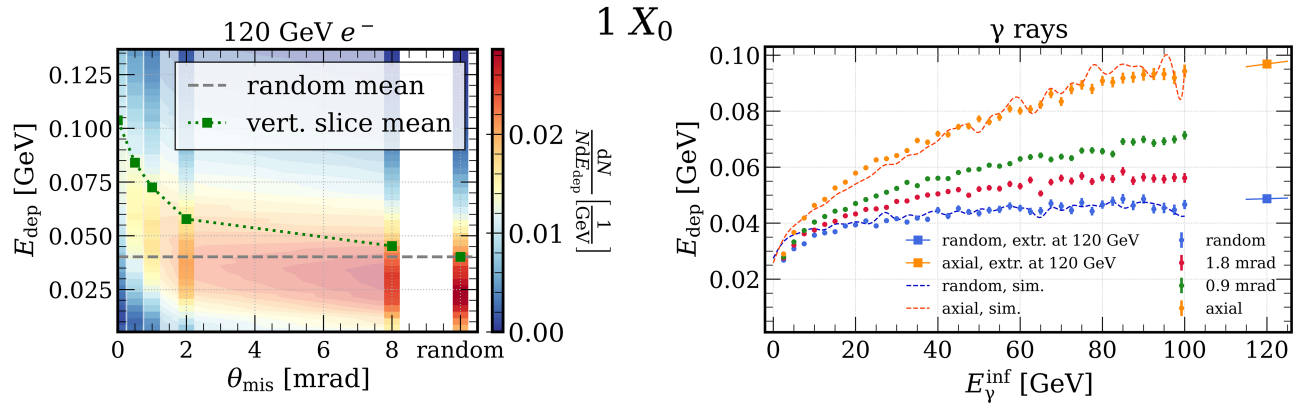 1 X₀
120 GeV e⁻
random mean
vert. slice mean
0.125
0.100
0.075
0.050
0.025
E_dep [GeV]
0 2 4 6 8 random
θ_mis [mrad]
0.02
0.01
0.00
dN/NdE_dep [1/GeV]
γ rays
0.10
0.08
0.06
0.04
0.02
E_dep [GeV]
random, extr. at 120 GeV
axial, extr. at 120 GeV
random, sim.
axial, sim.
random
1.8 mrad
0.9 mrad
axial
0 20 40 60 80 100 120
E_γ^inf [GeV]